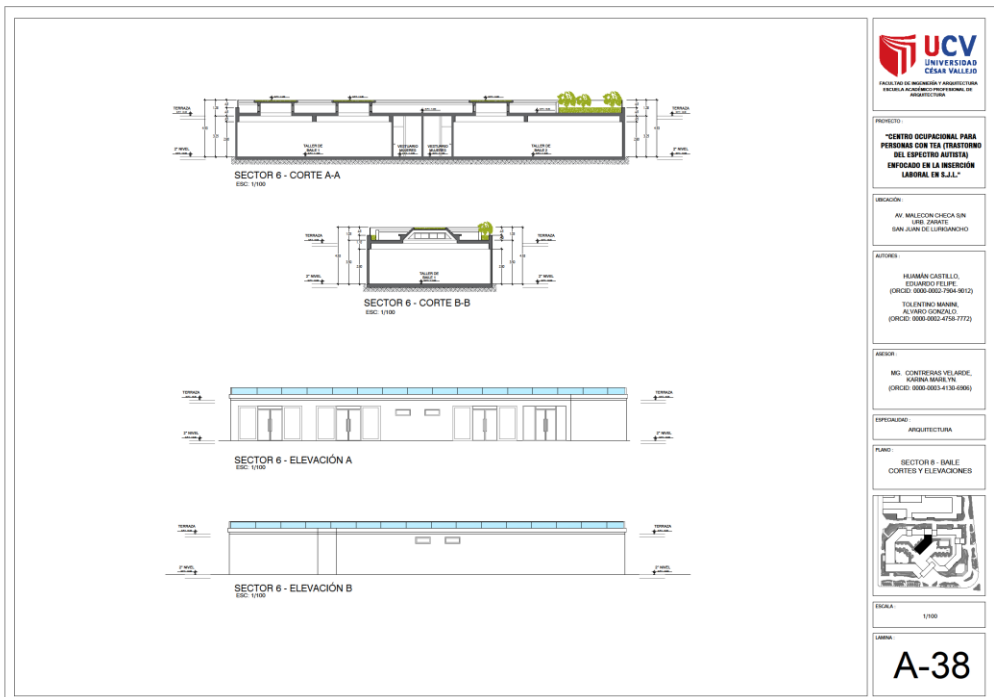 TERRAZA
TERRAZA
2° NIVEL
2° NIVEL
TALLER DE
BAILE 1
VESTUARIO
MUJERES
TALLER DE
BAILE 2
SECTOR 6 - CORTE A-A
ESC: 1/100
TERRAZA
TERRAZA
2° NIVEL
2° NIVEL
TALLER DE
BAILE 1
SECTOR 6 - CORTE B-B
ESC: 1/100
TERRAZA
TERRAZA
2° NIVEL
2° NIVEL
SECTOR 6 - ELEVACIÓN A
ESC: 1/100
TERRAZA
TERRAZA
2° NIVEL
2° NIVEL
SECTOR 6 - ELEVACIÓN B
ESC: 1/100
UCV
UNIVERSIDAD
CÉSAR VALLEJO
FACULTAD DE INGENIERÍA Y ARQUITECTURA
ESCUELA ACADÉMICO PROFESIONAL DE
ARQUITECTURA
PROYECTO :
"CENTRO OCUPACIONAL PARA
PERSONAS CON TEA (TRASTORNO
DEL ESPECTRO AUTISTA)
ENFOCADO EN LA INSERCIÓN
LABORAL EN S.J.L."
UBICACIÓN :
AV. MALECON CHECA S/N
URB. ZARATE
SAN JUAN DE LURIGANCHO
AUTORES :
HUAMÁN CASTILLO,
EDUARDO FELIPE.
(ORCID: 0000-0002-7904-9012)
TOLENTINO MANINI,
ALVARO GONZALO.
(ORCID: 0000-0002-4758-7772)
ASESOR :
MG. CONTRERAS VELARDE,
KARINA MARILYN.
(ORCID: 0000-0003-4130-6906)
ESPECIALIDAD :
ARQUITECTURA
PLANO :
SECTOR 6 - BAILE
CORTES Y ELEVACIONES
ESCALA :
1/100
LAMINA :
A-38